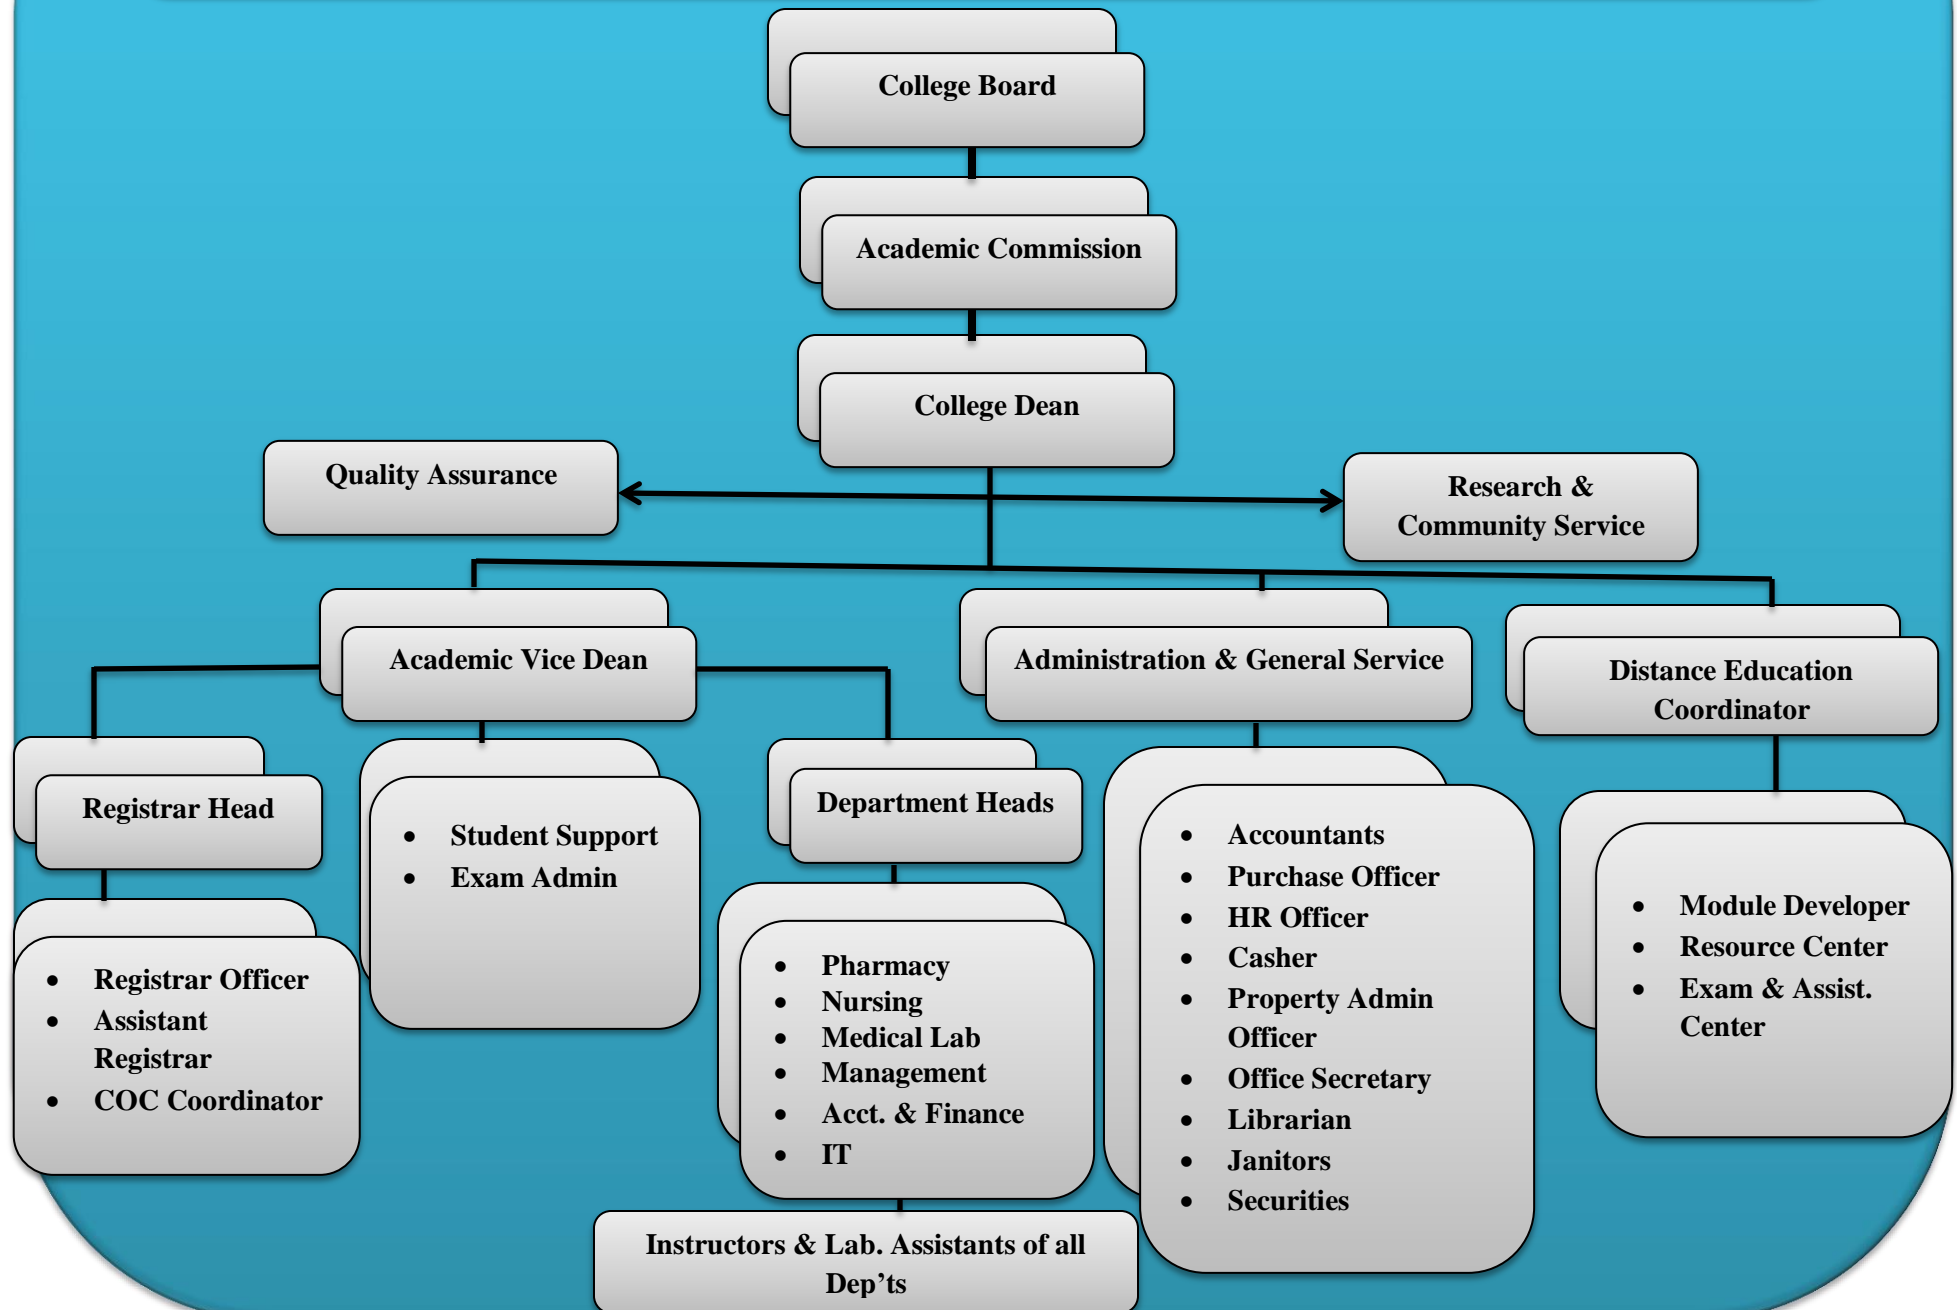 College Board
Academic Commission
College Dean
Quality Assurance
Research &
Community Service
Academic Vice Dean
Administration & General Service
Distance Education
Coordinator
Registrar Head
• Student Support
• Exam Admin
Department Heads
• Registrar Officer
• Assistant
Registrar
• COC Coordinator
• Pharmacy
• Nursing
• Medical Lab
• Management
• Acct. & Finance
• IT
• Accountants
• Purchase Officer
• HR Officer
• Casher
• Property Admin
Officer
• Office Secretary
• Librarian
• Janitors
• Securities
• Module Developer
• Resource Center
• Exam & Assist.
Center
Instructors & Lab. Assistants of all
Dep’ts